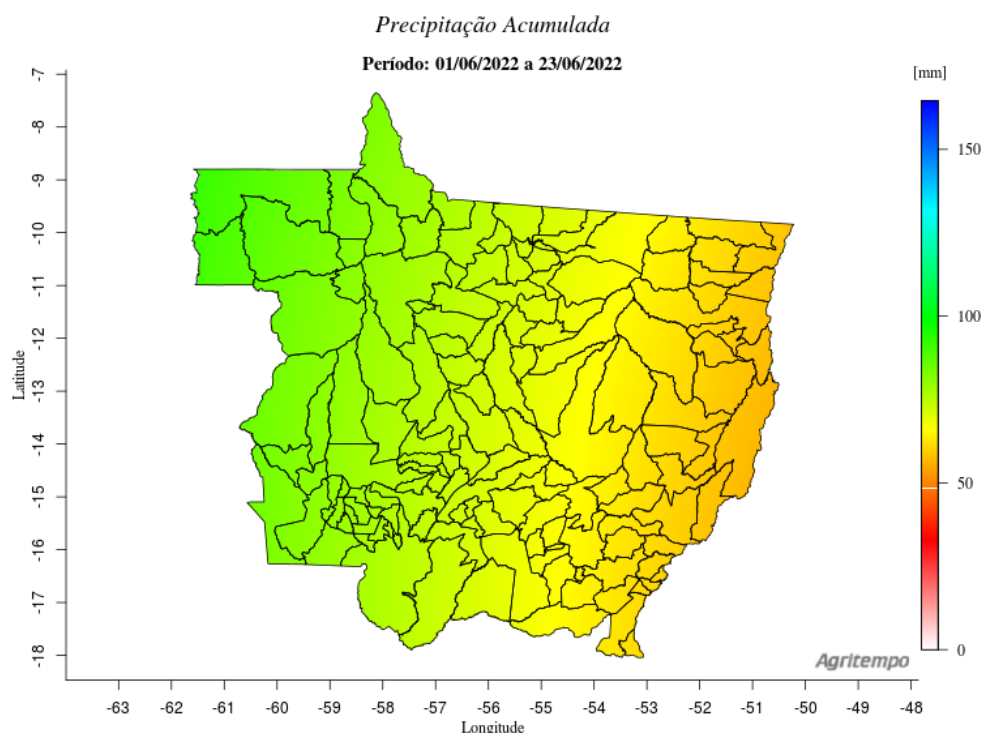 Precipitação Acumulada
Período: 01/06/2022 a 23/06/2022
[mm]
150
100
50
0
Latitude
-7
-8
-9
-10
-11
-12
-13
-14
-15
-16
-17
-18
Agritempo
-63 -62 -61 -60 -59 -58 -57 -56 -55 -54 -53 -52 -51 -50 -49 -48
Longitude